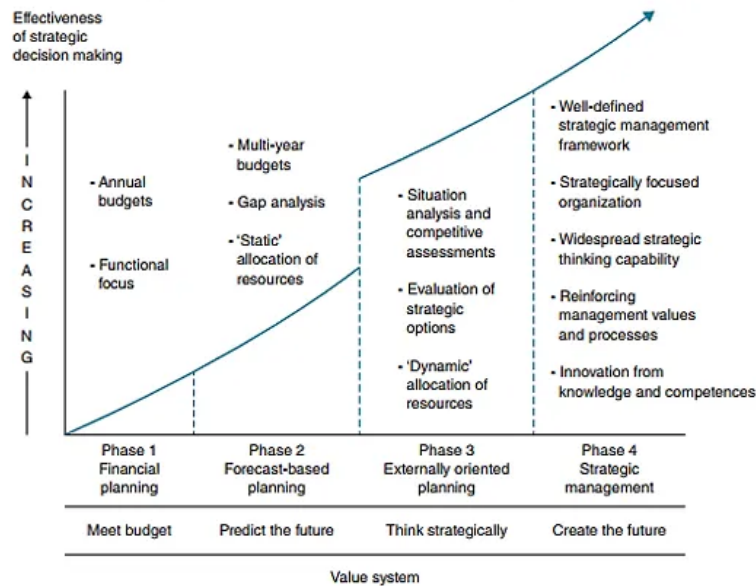 Effectiveness
of strategic
decision making
INCREASING
- Annual
budgets
- Functional
focus
- Multi-year
budgets
- Gap analysis
- ‘Static’
allocation of
resources
- Situation
analysis and
competitive
assessments
- Evaluation of
strategic
options
- ‘Dynamic’
allocation of
resources
- Well-defined
strategic management
framework
- Strategically focused
organization
- Widespread strategic
thinking capability
- Reinforcing
management values
and processes
- Innovation from
knowledge and competences
Phase 1
Financial
planning
Phase 2
Forecast-based
planning
Phase 3
Externally oriented
planning
Phase 4
Strategic
management
Meet budget
Predict the future
Think strategically
Create the future
Value system